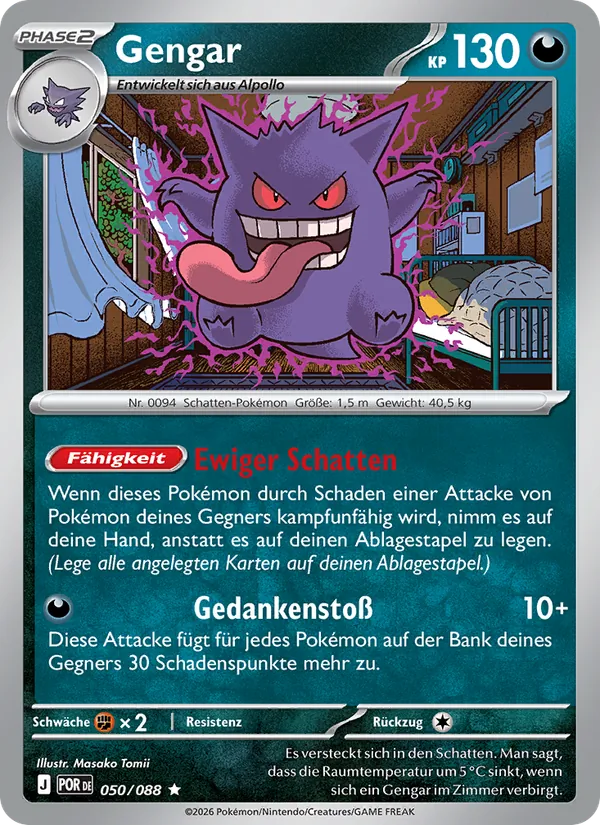 PHASE2
Gengar
KP 130
Entwickelt sich aus Alpollo
Nr. 0094 Schatten-Pokémon Größe: 1,5 m Gewicht: 40,5 kg
Fähigkeit Ewiger Schatten
Wenn dieses Pokémon durch Schaden einer Attacke von
Pokémon deines Gegners kampfunfähig wird, nimm es auf
deine Hand, anstatt es auf deinen Ablagestapel zu legen.
(Lege alle angelegten Karten auf deinen Ablagestapel.)
Gedankenstoß 10+
Diese Attacke fügt für jedes Pokémon auf der Bank deines
Gegners 30 Schadenspunkte mehr zu.
Schwäche ×2 Resistenz Rückzug
Illustr. Masako Tomii
J POR DE 050/088 ★
Es versteckt sich in den Schatten. Man sagt,
dass die Raumtemperatur um 5 °C sinkt, wenn
sich ein Gengar im Zimmer verbirgt.
©2026 Pokémon/Nintendo/Creatures/GAME FREAK